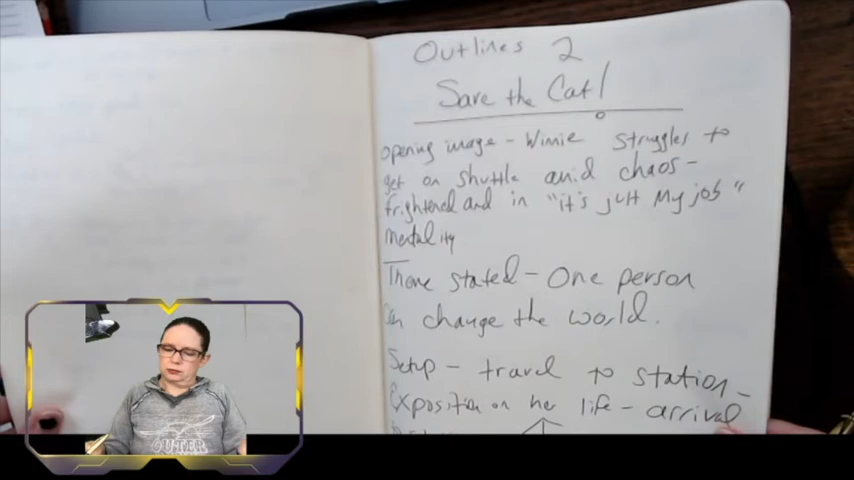 Outlines 2
Save the Cat!
opening image - Winnie struggles to
get on shuttle amid chaos -
frightened and in "it's just my job"
mentality
Theme stated - One person
can change the world.
Setup - travel to station -
Exposition on her life - arrival
OUTER